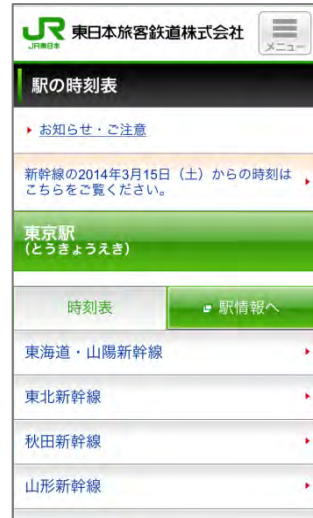 JR 東日本旅客鉄道株式会社
JR東日本
メニュー
駅の時刻表
お知らせ・ご注意
新幹線の2014年3月15日（土）からの時刻は
こちらをご覧ください。
東京駅
(とうきょうえき)
時刻表
駅情報へ
東海道・山陽新幹線
東北新幹線
秋田新幹線
山形新幹線